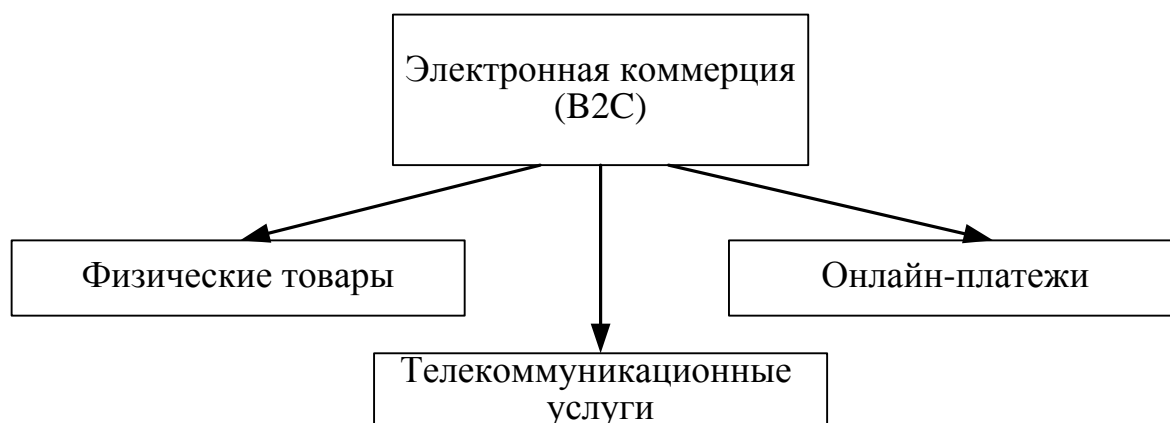 Электронная коммерция
(B2C)
Физические товары
Онлайн-платежи
Телекоммуникационные
услуги